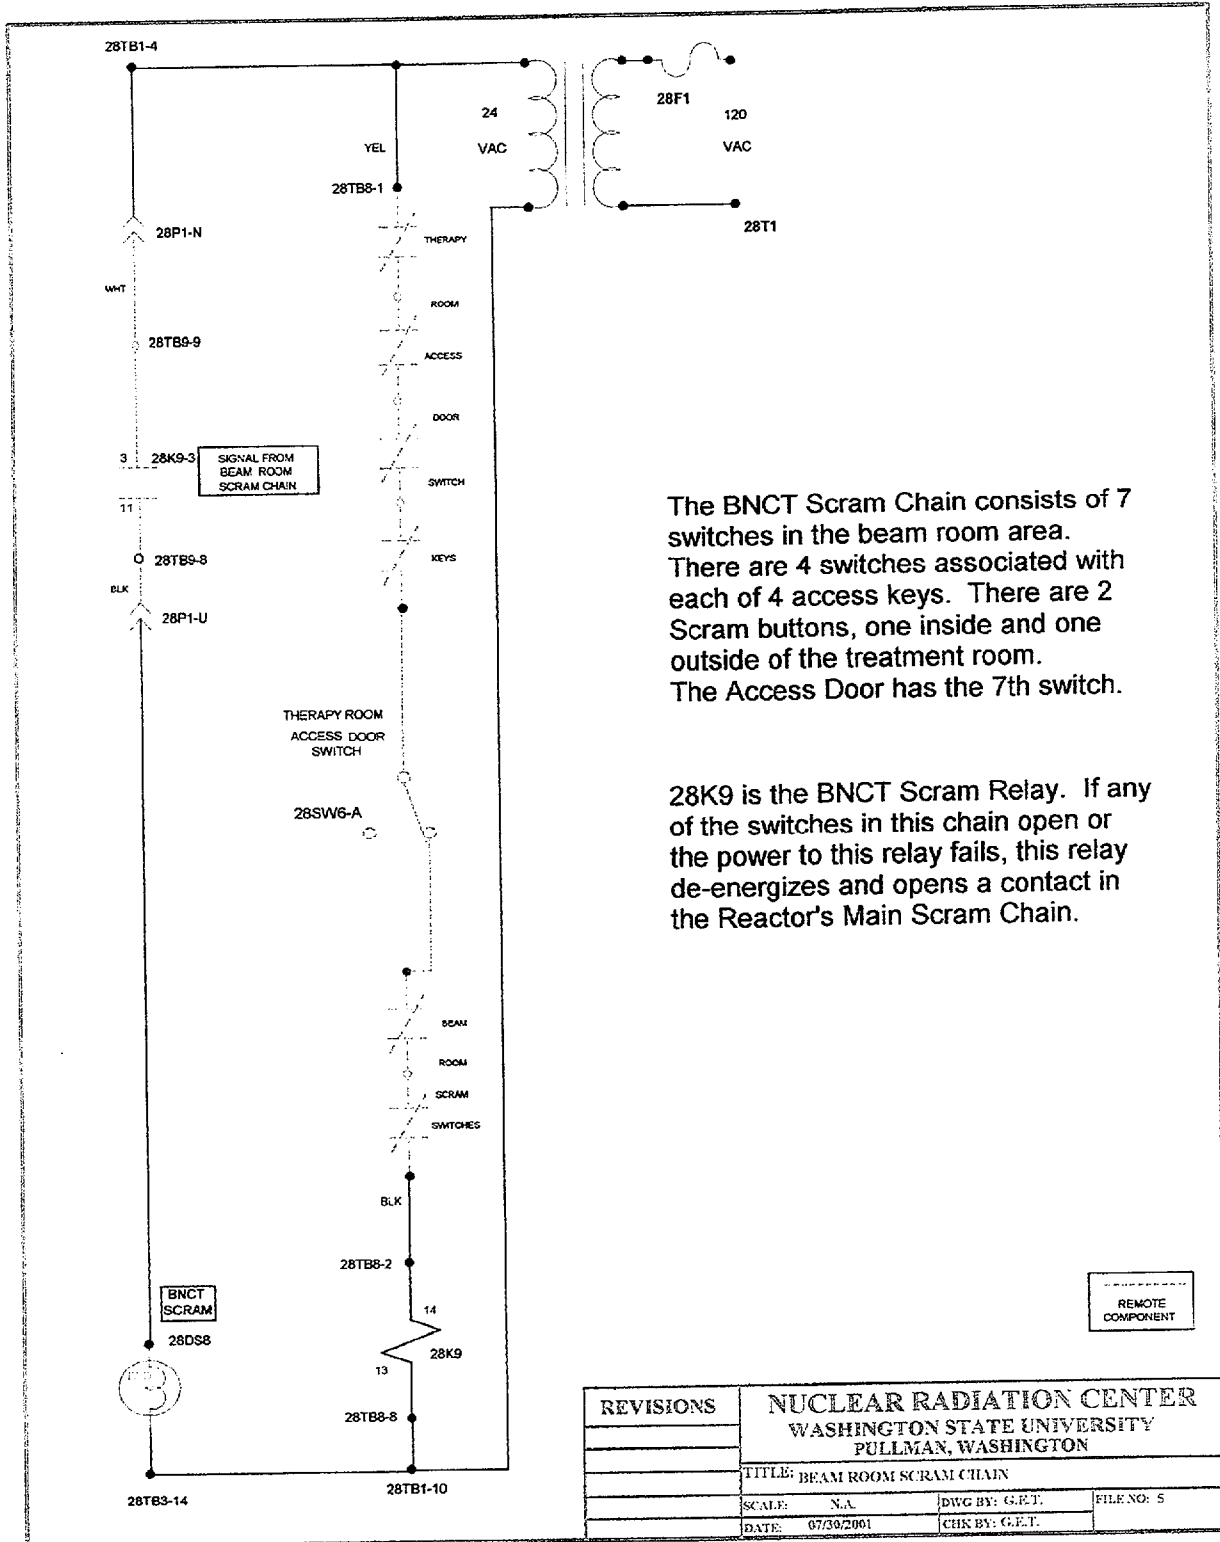 28TB1-4
24
VAC
28F1
120
VAC
28T1
YEL
28TB8-1
28P1-N
WHT
28TB9-9
THERAPY
ROOM
ACCESS
DOOR
SWITCH
KEYS
3
28K9-3
SIGNAL FROM
BEAM ROOM
SCRAM CHAIN
11
28TB9-8
BLK
28P1-U
The BNCT Scram Chain consists of 7
switches in the beam room area.
There are 4 switches associated with
each of 4 access keys. There are 2
Scram buttons, one inside and one
outside of the treatment room.
The Access Door has the 7th switch.
THERAPY ROOM
ACCESS DOOR
SWITCH
28SW6-A
28K9 is the BNCT Scram Relay. If any
of the switches in this chain open or
the power to this relay fails, this relay
de-energizes and opens a contact in
the Reactor's Main Scram Chain.
BEAM
ROOM
SCRAM
SWITCHES
BLK
28TB8-2
14
28K9
13
28TB8-8
28TB1-10
BNCT
SCRAM
28DS8
28TB3-14
REMOTE
COMPONENT
REVISIONS
NUCLEAR RADIATION CENTER
WASHINGTON STATE UNIVERSITY
PULLMAN, WASHINGTON
TITLE: BEAM ROOM SCRAM CHAIN
SCALE: N.A. DWG BY: G.E.T. FILE NO: 5
DATE: 07/30/2001 CHK BY: G.E.T.